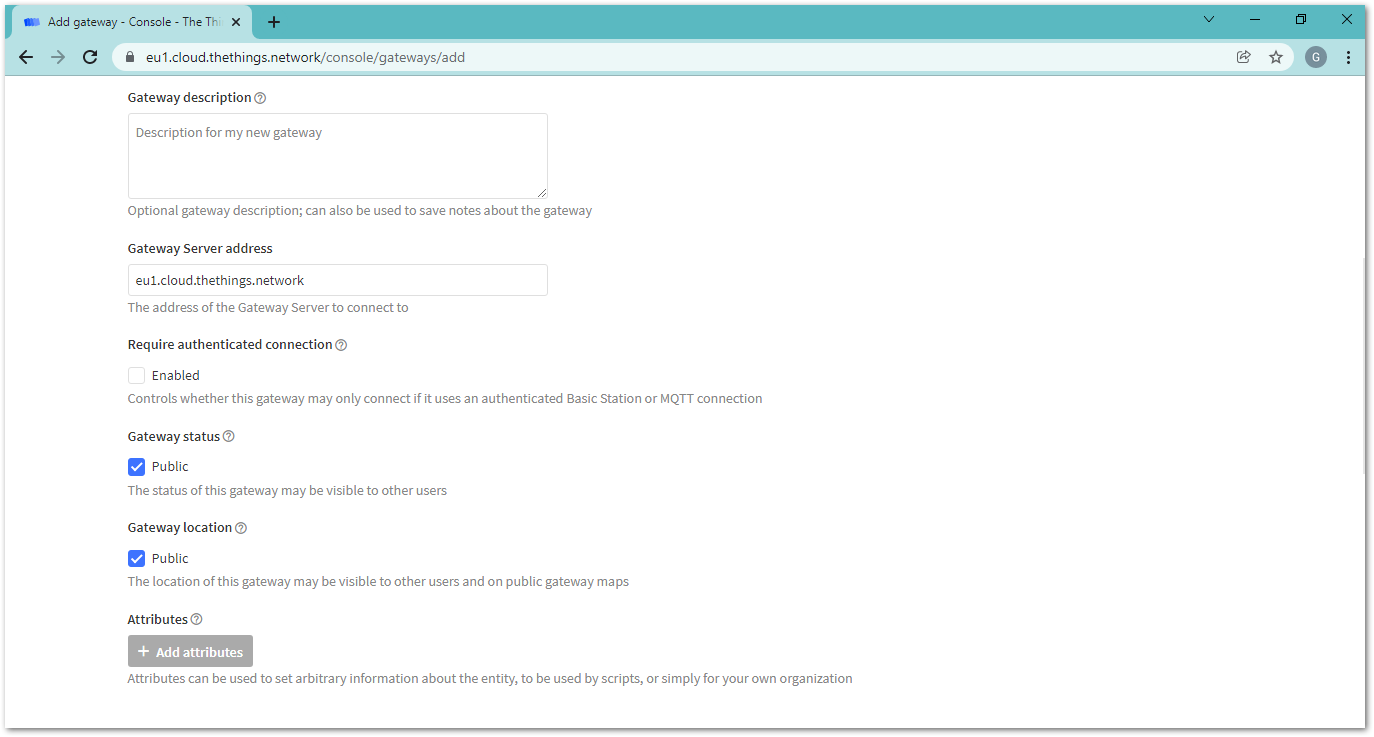 Add gateway - Console - The Thi
eu1.cloud.thethings.network/console/gateways/add
G
Gateway description
Description for my new gateway
Optional gateway description; can also be used to save notes about the gateway
Gateway Server address
eu1.cloud.thethings.network
The address of the Gateway Server to connect to
Require authenticated connection
Enabled
Controls whether this gateway may only connect if it uses an authenticated Basic Station or MQTT connection
Gateway status
Public
The status of this gateway may be visible to other users
Gateway location
Public
The location of this gateway may be visible to other users and on public gateway maps
Attributes
+ Add attributes
Attributes can be used to set arbitrary information about the entity, to be used by scripts, or simply for your own organization